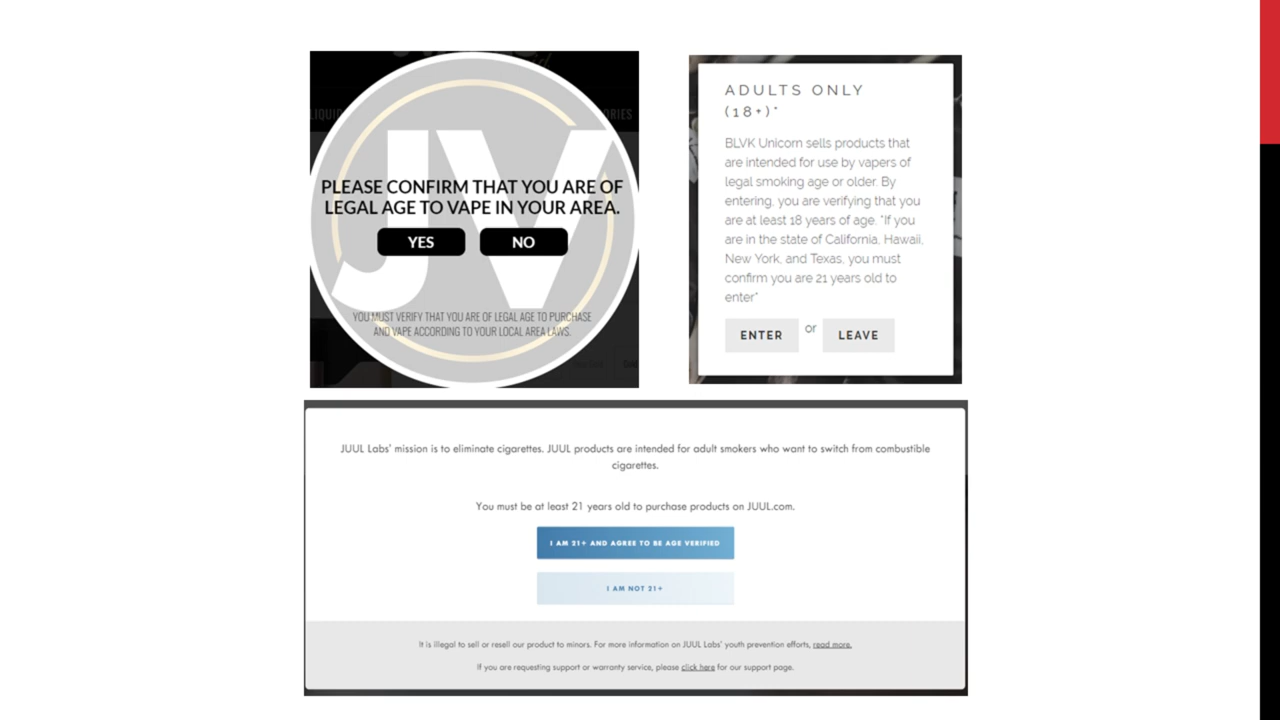 LIQUI
RIES
JV
PLEASE CONFIRM THAT YOU ARE OF
LEGAL AGE TO VAPE IN YOUR AREA.
YES NO
YOU MUST VERIFY THAT YOU ARE OF LEGAL AGE TO PURCHASE
AND VAPE ACCORDING TO YOUR LOCAL AREA LAWS.
ADULTS ONLY
(18+)*
BLVK Unicorn sells products that
are intended for use by vapers of
legal smoking age or older. By
entering, you are verifying that you
are at least 18 years of age. *If you
are in the state of California, Hawaii,
New York, and Texas, you must
confirm you are 21 years old to
enter*
ENTER or LEAVE
JUUL Labs' mission is to eliminate cigarettes. JUUL products are intended for adult smokers who want to switch from combustible
cigarettes.
You must be at least 21 years old to purchase products on JUUL.com.
I AM 21+ AND AGREE TO BE AGE VERIFIED
I AM NOT 21+
It is illegal to sell or resell our product to minors. For more information on JUUL Labs' youth prevention efforts, read more.
If you are requesting support or warranty service, please click here for our support page.